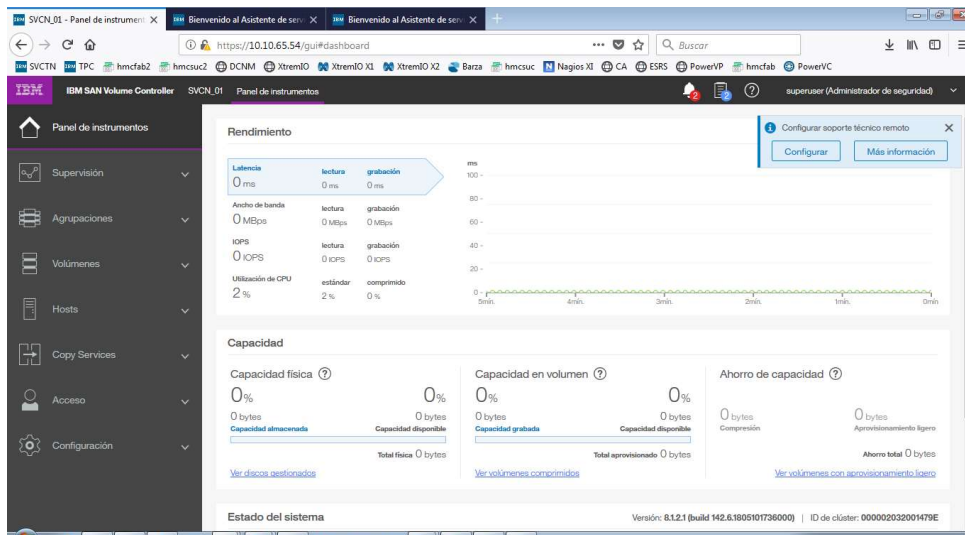 SVCN_01 - Panel de instrument
Bienvenido al Asistente de serv
Bienvenido al Asistente de serv
https://10.10.65.54/gui#dashboard
Buscar
SVCTN TPC hmcfab2 hmcsuc2 DCNM XtremIO XtremIO X1 XtremIO X2 Barza hmcsuc Nagios XI CA ESRS PowerVP hmcfab PowerVC
IBM IBM SAN Volume Controller SVCN_01 Panel de instrumentos 2 2 superuser (Administrador de seguridad)
Panel de instrumentos
Supervisión
Agrupaciones
Volúmenes
Hosts
Copy Services
Acceso
Configuración
Configurar soporte técnico remoto
Configurar Más información
Rendimiento
Latencia lectura grabación
0 ms 0 ms 0 ms
Ancho de banda lectura grabación
0 MBps 0 MBps 0 MBps
IOPS lectura grabación
0 IOPS 0 IOPS 0 IOPS
Utilización de CPU estándar comprimido
2 % 2 % 0 %
ms
100
80
60
40
20
0
5min. 4min. 3min. 2min. 1min. 0min
Capacidad
Capacidad física
0% 0%
0 bytes 0 bytes
Capacidad almacenada Capacidad disponible
Total física 0 bytes
Ver discos gestionados
Capacidad en volumen
0% 0%
0 bytes 0 bytes
Capacidad grabada Capacidad disponible
Total aprovisionado 0 bytes
Ver volúmenes comprimidos
Ahorro de capacidad
0 bytes 0 bytes
Compresión Aprovisionamiento ligero
Ahorro total 0 bytes
Ver volúmenes con aprovisionamiento ligero
Estado del sistema
Versión: 8.1.2.1 (build 142.6.1805101736000) | ID de clúster: 000002032001479E